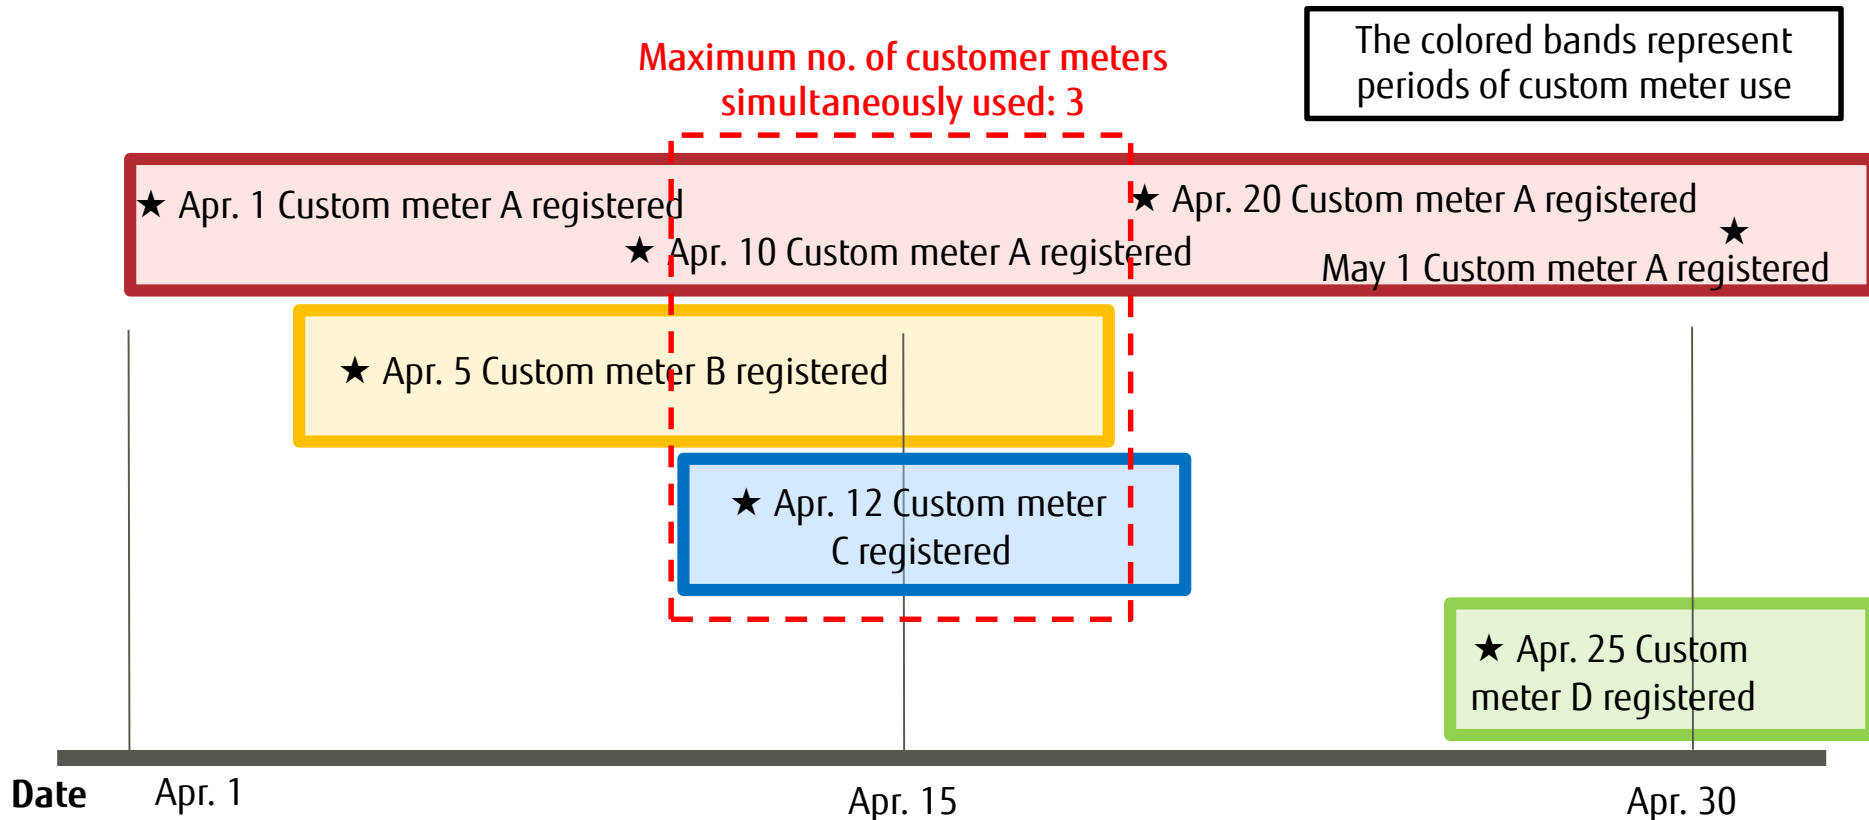 Maximum no. of customer meters
simultaneously used: 3
The colored bands represent
periods of custom meter use
★ Apr. 1 Custom meter A registered
★ Apr. 10 Custom meter A registered
★ Apr. 20 Custom meter A registered
★
May 1 Custom meter A registered
★ Apr. 5 Custom meter B registered
★ Apr. 12 Custom meter
C registered
★ Apr. 25 Custom
meter D registered
Date
Apr. 1
Apr. 15
Apr. 30